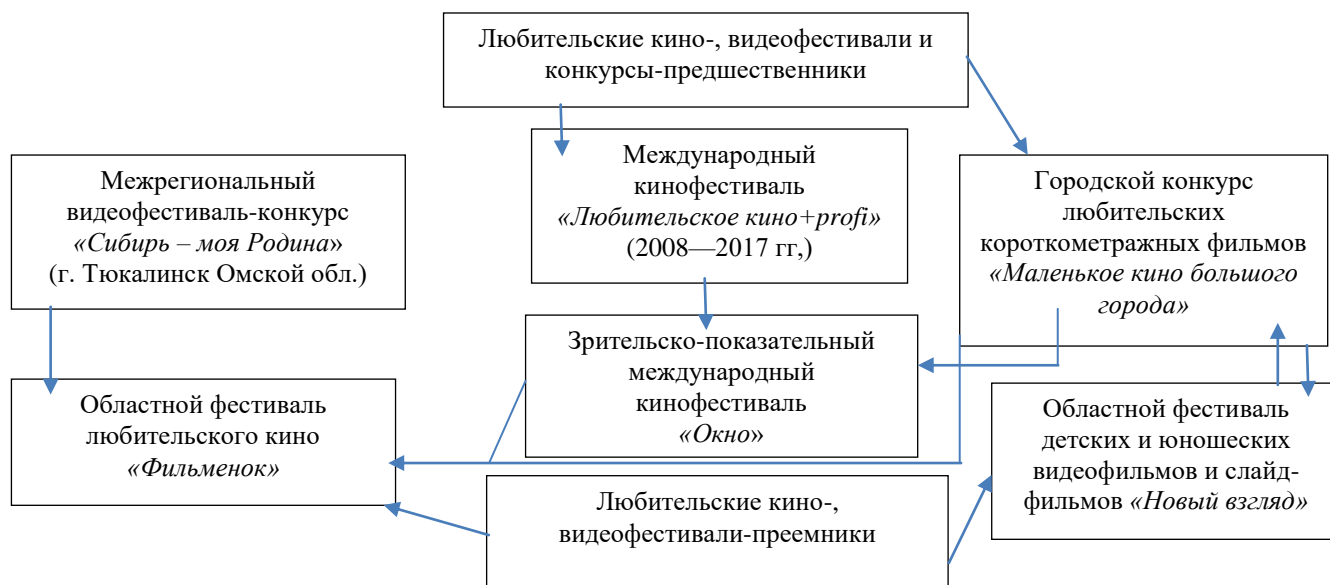 Любительские кино-, видеофестивали и
конкурсы-предшественники
Межрегиональный
видеофестиваль-конкурс
«Сибирь – моя Родина»
(г. Тюкалинск Омской обл.)
Международный
кинофестиваль
«Любительское кино+profi»
(2008—2017 гг,)
Городской конкурс
любительских
короткометражных фильмов
«Маленькое кино большого
города»
Зрительско-показательный
международный
кинофестиваль
«Окно»
Областной фестиваль
любительского кино
«Фильменок»
Областной фестиваль
детских и юношеских
видеофильмов и слайд-
фильмов «Новый взгляд»
Любительские кино-,
видеофестивали-преемники